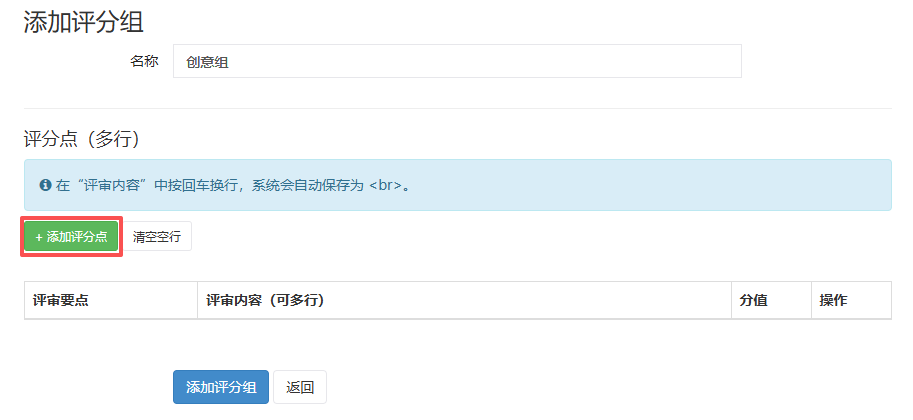 添加评分组
名称 创意组
评分点（多行）
在“评审内容”中按回车换行，系统会自动保存为 <br>。
+ 添加评分点 清空空行
评审要点 评审内容（可多行） 分值 操作
添加评分组 返回